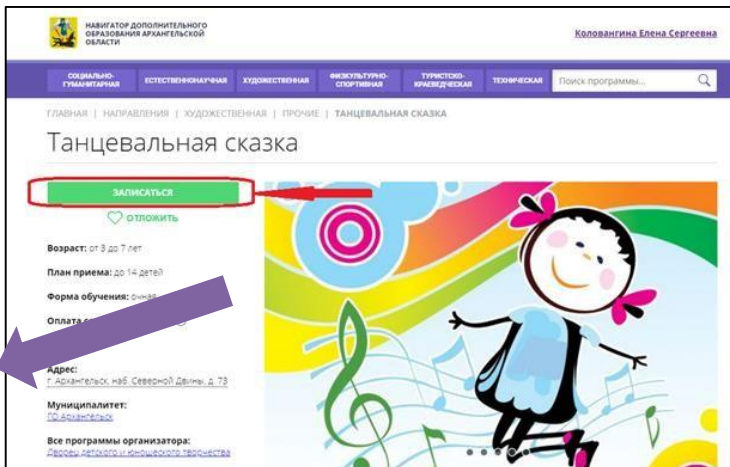 НАВИГАТОР ДОПОЛНИТЕЛЬНОГО
ОБРАЗОВАНИЯ АРХАНГЕЛЬСКОЙ
ОБЛАСТИ
Коловангина Елена Сергеевна
СОЦИАЛЬНО-ГУМАНИТАРНАЯ
ЕСТЕСТВЕННОНАУЧНАЯ
ХУДОЖЕСТВЕННАЯ
ФИЗКУЛЬТУРНО-СПОРТИВНАЯ
ТУРИСТСКО-КРАЕВЕДЧЕСКАЯ
ТЕХНИЧЕСКАЯ
Поиск программы...
ГЛАВНАЯ | НАПРАВЛЕНИЯ | ХУДОЖЕСТВЕННАЯ | ПРОЧИЕ | ТАНЦЕВАЛЬНАЯ СКАЗКА
Танцевальная сказка
ЗАПИСАТЬСЯ
ОТЛОЖИТЬ
Возраст: от 3 до 7 лет
План приема: до 14 детей
Форма обучения: очная
Оплата
Адрес:
г. Архангельск, наб. Северной Двины, д. 73
Муниципалитет:
ГО Архангельск
Все программы организатора:
Дворец детского и юношеского творчества